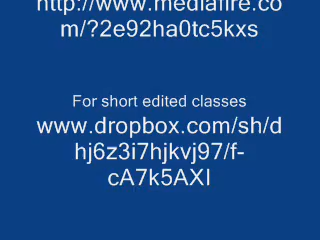 http://www.mediafire.co
m/?2e92ha0tc5kxs
For short edited classes
www.dropbox.com/sh/d
hj6z3i7hjkvj97/f-
cA7k5AXI